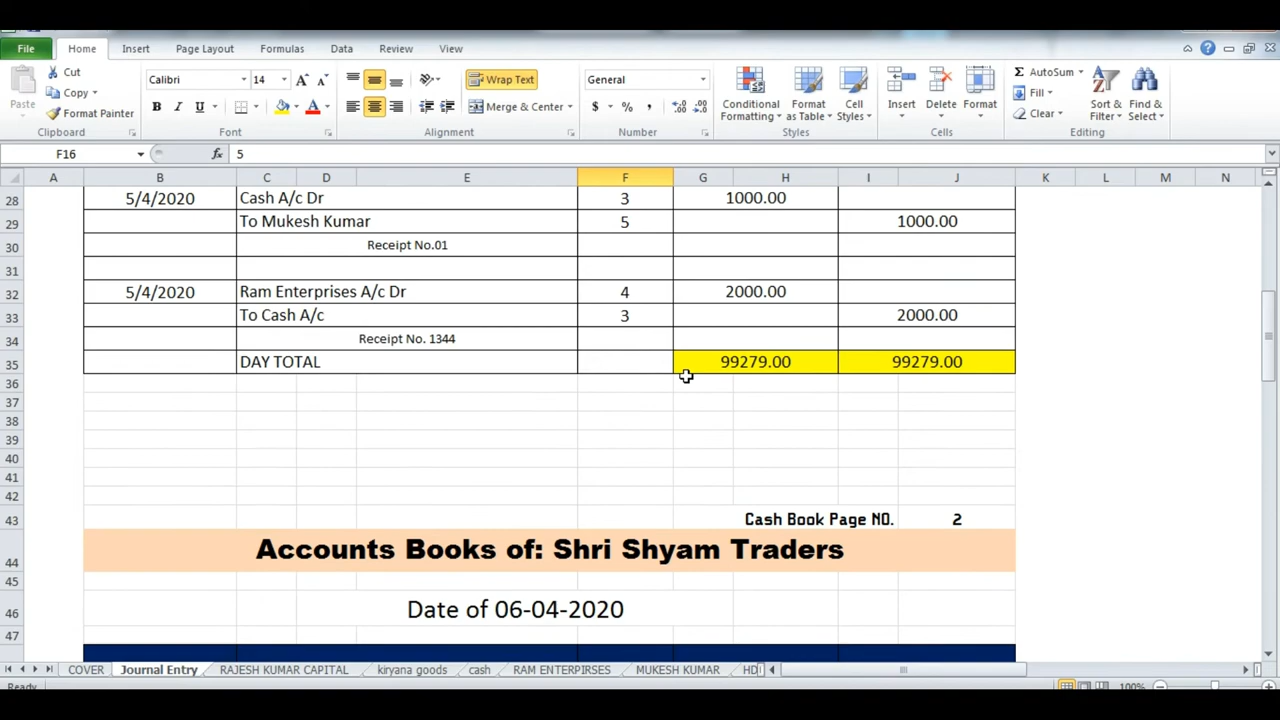 File Home Insert Page Layout Formulas Data Review View
Cut
Copy
Format Painter
Paste
Calibri 14
B I U
Wrap Text
Merge & Center
General
$ % ,
Conditional Formatting
Format as Table
Cell Styles
Insert Delete Format
AutoSum
Fill
Clear
Sort & Filter
Find & Select
Clipboard Font Alignment Number Styles Cells Editing
F16 fx 5
A B C D E F G H I J K L M N
28 5/4/2020 Cash A/c Dr 3 1000.00
29 To Mukesh Kumar 5 1000.00
30 Receipt No.01
31
32 5/4/2020 Ram Enterprises A/c Dr 4 2000.00
33 To Cash A/c 3 2000.00
34 Receipt No. 1344
35 DAY TOTAL 99279.00 99279.00
36
37
38
39
40
41
42
43 Cash Book Page NO. 2
44 Accounts Books of: Shri Shyam Traders
45
46 Date of 06-04-2020
47
COVER Journal Entry RAJESH KUMAR CAPITAL kiryana goods cash RAM ENTERPIRSES MUKESH KUMAR HD
Ready 100%